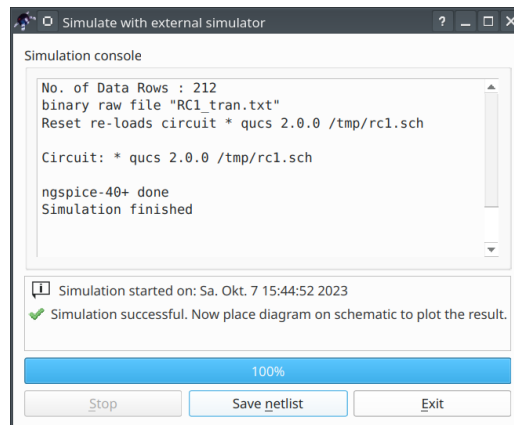 Simulate with external simulator
Simulation console
No. of Data Rows : 212
binary raw file "RC1_tran.txt"
Reset re-loads circuit * qucs 2.0.0 /tmp/rc1.sch
Circuit: * qucs 2.0.0 /tmp/rc1.sch
ngspice-40+ done
Simulation finished
Simulation started on: Sa. Okt. 7 15:44:52 2023
Simulation successful. Now place diagram on schematic to plot the result.
100%
Stop Save netlist Exit